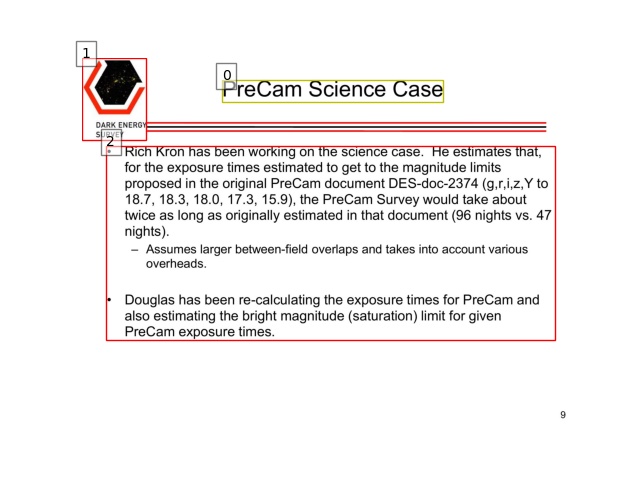 1
0
PreCam Science Case
DARK ENERGY
SURVEY
2
• Rich Kron has been working on the science case.  He estimates that,
for the exposure times estimated to get to the magnitude limits
proposed in the original PreCam document DES-doc-2374 (g,r,i,z,Y to
18.7, 18.3, 18.0, 17.3, 15.9), the PreCam Survey would take about
twice as long as originally estimated in that document (96 nights vs. 47
nights).
– Assumes larger between-field overlaps and takes into account various
overheads.
• Douglas has been re-calculating the exposure times for PreCam and
also estimating the bright magnitude (saturation) limit for given
PreCam exposure times.
9